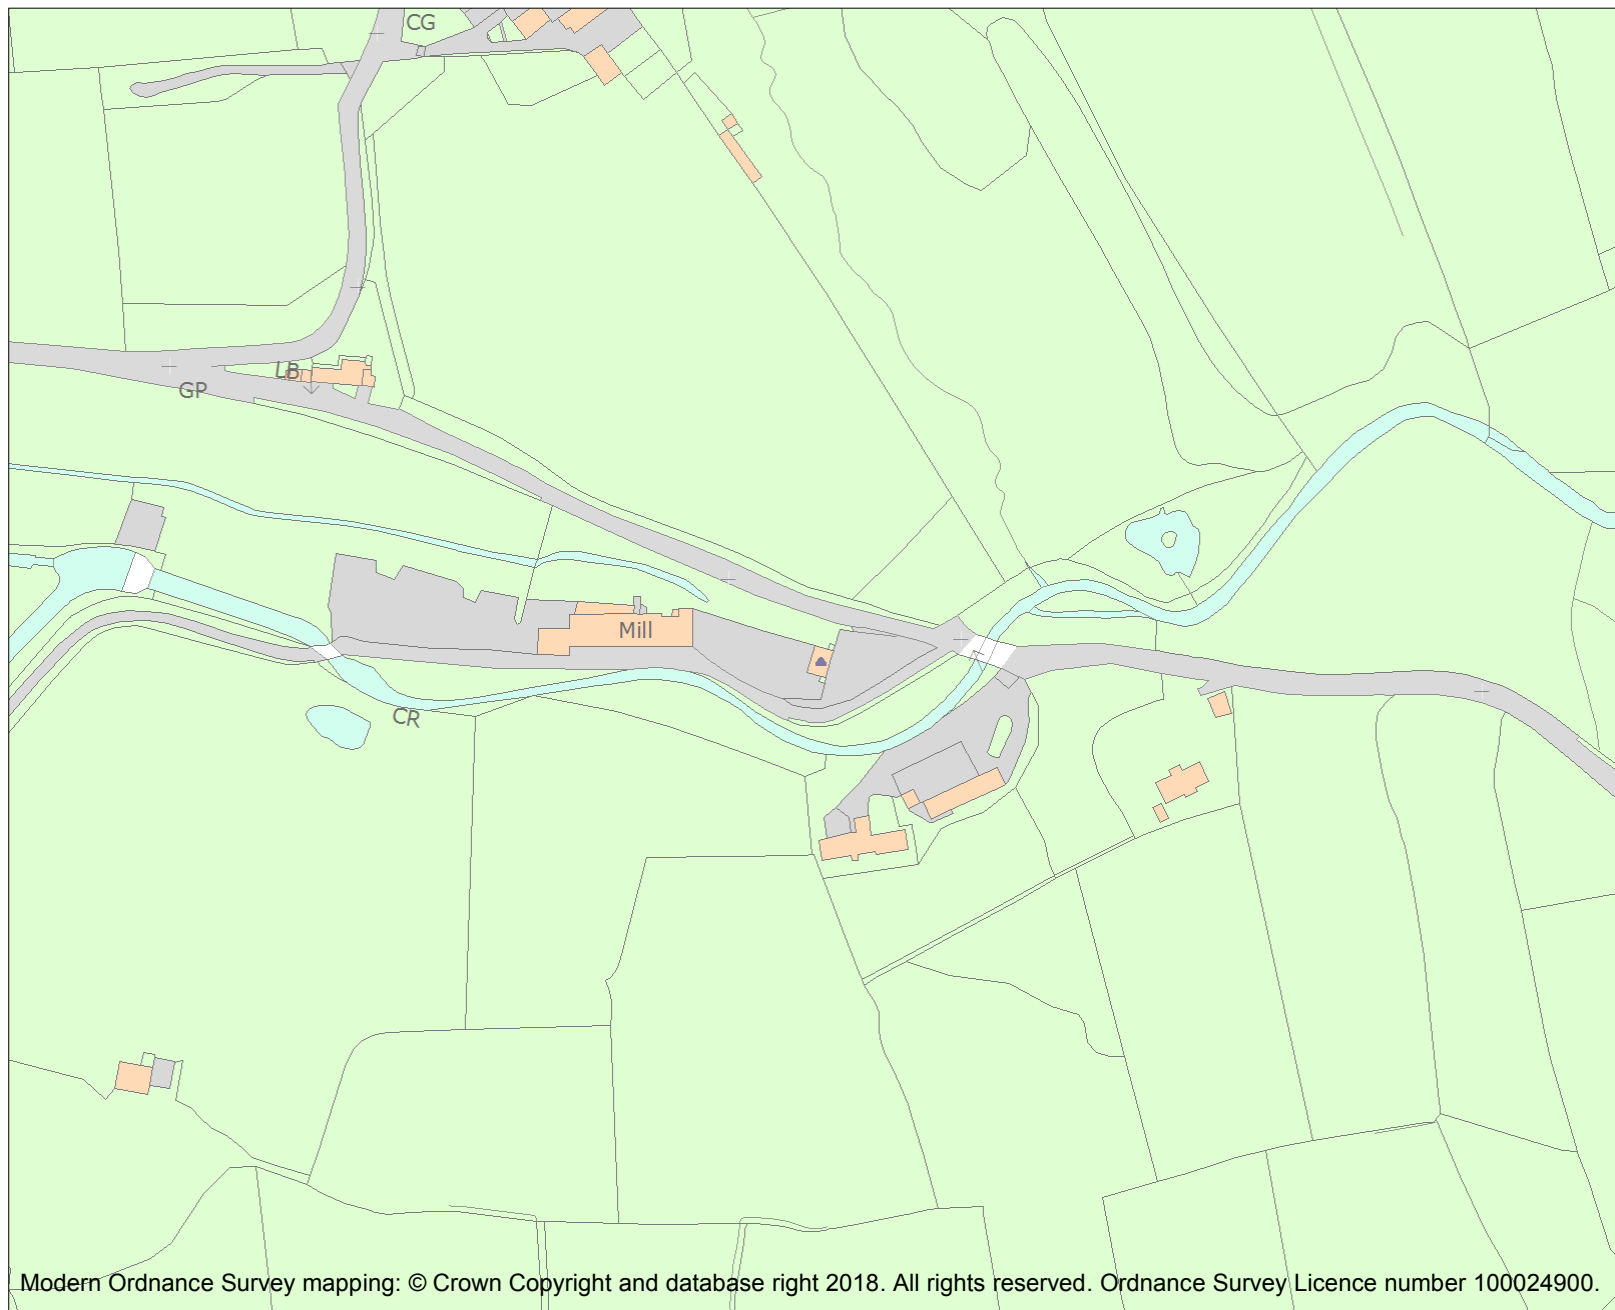 CG
LB
GP
Mill
CR
Modern Ordnance Survey mapping: © Crown Copyright and database right 2018. All rights reserved. Ordnance Survey Licence number 100024900.